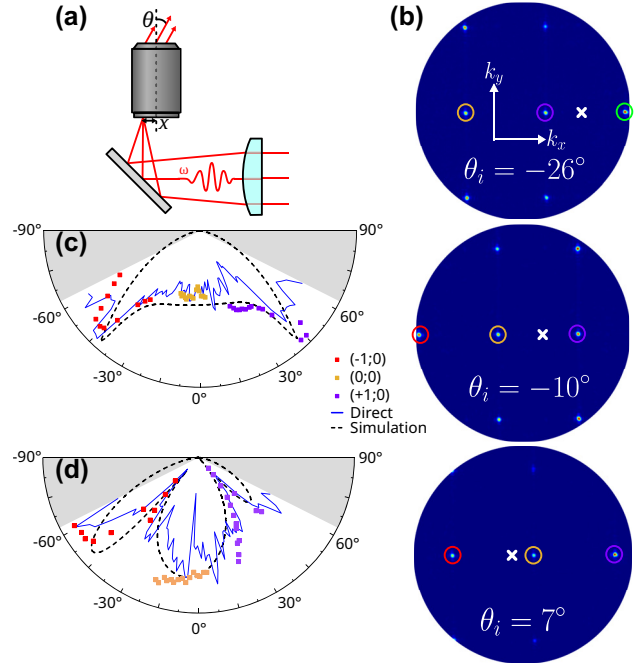 (a)
θ
x
ω
(b)
k_y
k_x
θ_i = −26°
θ_i = −10°
θ_i = 7°
(c)
-90°
90°
-60°
60°
-30°
30°
0°
(-1;0)
(0;0)
(+1;0)
Direct
Simulation
(d)
-90°
90°
-60°
60°
-30°
30°
0°